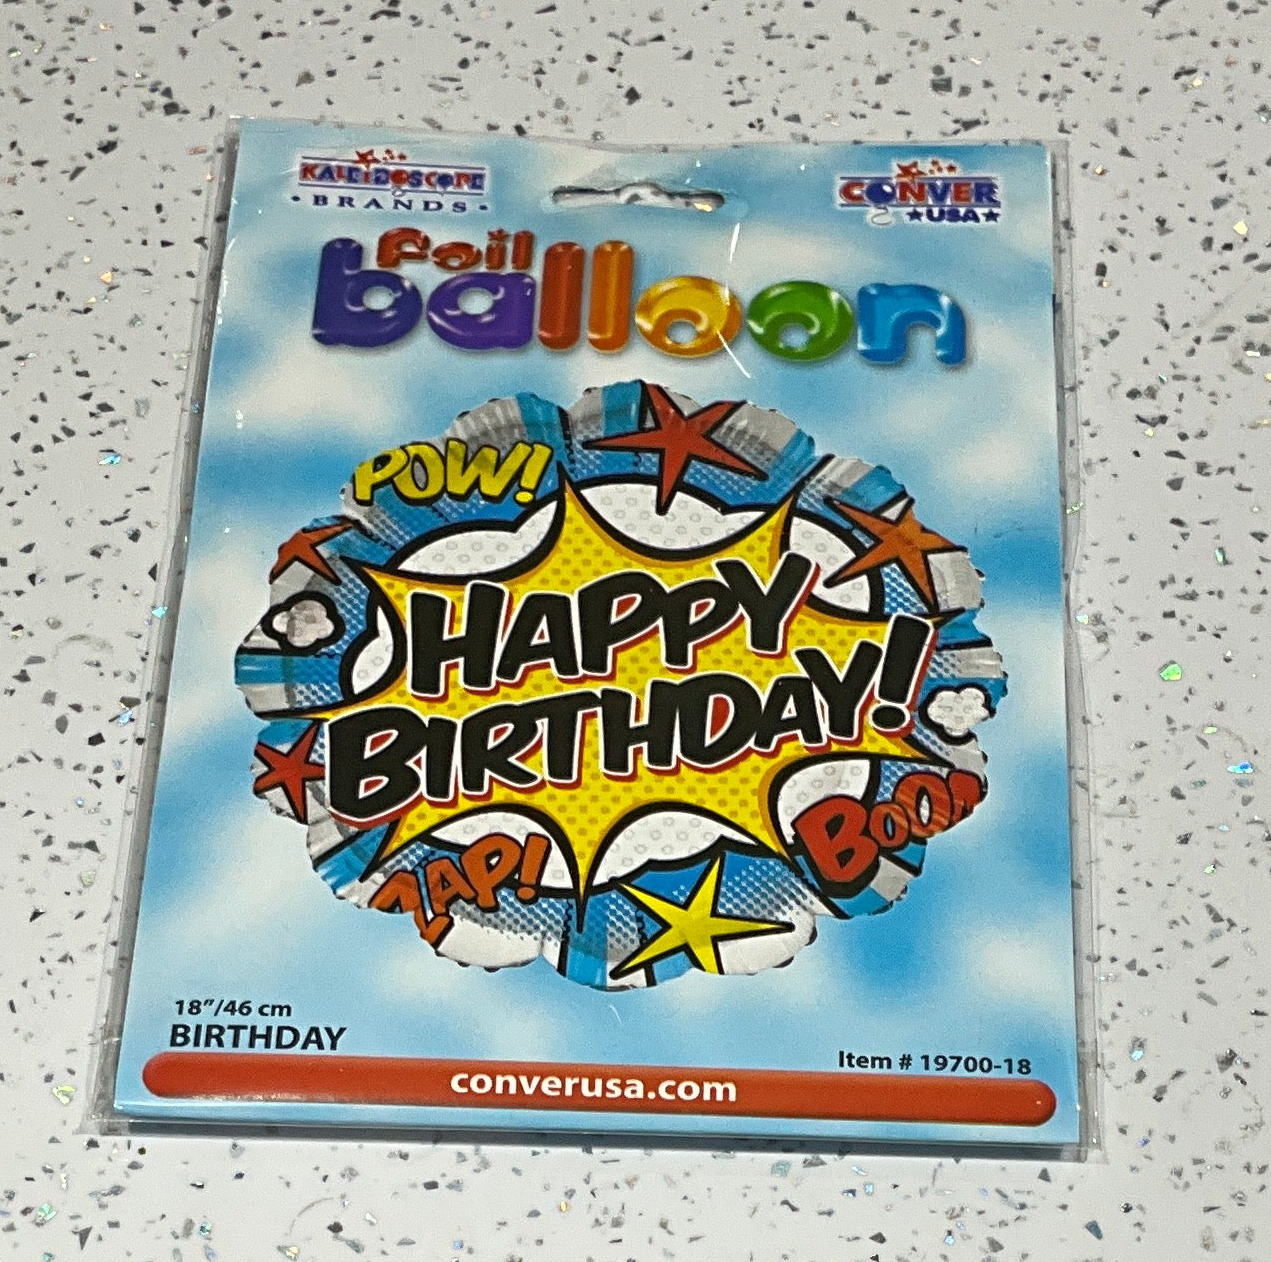 KALEIDOSCOPE
• BRANDS •
CONVER
★USA★
foil
balloon
POW!
HAPPY
BIRTHDAY!
BOOM
ZAP!
18"/46 cm
BIRTHDAY
Item # 19700-18
converusa.com